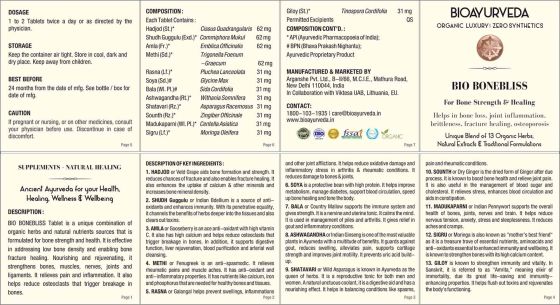 DOSAGE
1 to 2 Tablets twice a day or as directed by the
physician.
STORAGE
Keep the container air tight. Store in cool, dark and
dry place. Keep away from children.
BEST BEFORE
24 months from the date of mfg. See bottle / box for
date of mfg.
CAUTION
If pregnant or nursing, or on other medicines, consult
your physician before use. Discontinue in case of
discomfort.
Page 5
COMPOSITION :
Each Tablet Contains :
Hadjod (St.)* Cissus Quadrangularis 62 mg
Shudh Guggulu (Exd.)* Commiphora Mukul 62 mg
Amla (Fr.)* Emblica Officinalis 62 mg
Methi (Sd.)* Trigonella Foenum
–Graecum 62 mg
Rasna (Lf.)* Pluchea Lanceolata 31 mg
Soya (Sd.)# Glycine Max 31 mg
Bala (Wl. Pl)# Sida Cordifolia 31 mg
Ashwagandha (Rt.)* Withania Somnifera 31 mg
Shatavari (Rz.)* Asparagus Racemosus 31 mg
Sounth (Rz.)* Zingiber Officinale 31 mg
Madukaparni (Wl. Pl)* Centella Asiatica 31 mg
Sigru (Lf.)* Moringa Oleifera 31 mg
Page 6
Giloy (St.)* Tinospora Cordifolia 31 mg
Permitted Excipients QS
COMPOSITION CONT'D. :
* API (Ayurvedic Pharmacopoeia of India);
# BPN (Bhava Prakash Nighantu);
Ayurvedic Proprietary Product
MANUFACTURED & MARKETED BY
Arganshe Pvt. Ltd., B–9/6B, M.C.I.E., Mathura Road,
New Delhi 110044, India
In Collaboration with Vitdesa UAB, Lithuania, EU.
CONTACT:
1800–103–1935 | care@bioayurveda.in
www.bioayurveda.in
fssai
ORGANIC
Page 7
BIOAYURVEDA
ORGANIC LUXURY|ZERO SYNTHETICS
BIO BONEBLISS
For Bone Strength & Healing
Helps in bone loss, joint inflammation,
brittleness, fracture healing, osteoporosis
Unique Blend of 13 Organic Herbs,
Natural Extracts & Traditional Formulations
SUPPLEMENTS - NATURAL HEALING
Ancient Ayurveda for your Health,
Healing, Wellness & Wellbeing
DESCRIPTION :
BIO BONEBLISS Tablet is a unique combination of
organic herbs and natural nutrients sources that is
formulated for bone strength and health. It is effective
in addressing low bone density and enabling bone
fracture healing. Nourishing and rejuvenating, it
strengthens bones, muscles, nerves, joints and
ligaments. It relieves pain and inflammation. It also
helps reduce osteoclasts that damage bones.
Page 1
DESCRIPTION OF KEY INGREDIENTS :
1. HADJOD or Veld Grape aids bone formation and strength. It
reduces chances of fracture and also enables fracture healing. It
also enhances the uptake of calcium & other minerals and
increases bone mineral density.
2. SHUDH Guggulu or Indian Bdellium is a source of anti-
oxidants and enhances immunity. With its penetrative equality,
it channels the benefits of herbs deeper into the tissues and also
clears out toxins.
3. AMLA or Gooseberry is an ace anti–oxidant with high vitamin
C. It also has high calcium and helps reduce osteoclasts that
trigger breakage in bones. In addition, it supports digestive
function, liver rejuvenation, blood purification and arterial wall
cleansing.
4. METHI or Fenugreek is an anti–spasmodic. It relieves
rheumatic pains and muscle aches. It has anti–oxidant and
anti–inflammatory properties. It has nutrients like calcium, iron
and phosphorus that are needed for healthy bones and tissues.
5. RASNA or Galangal helps prevent swelling, inflammations
Page 2
and other joint afflictions. It helps reduce oxidative damage and
inflammatory stress in arthritis & rheumatic conditions. It
reduces damage to bones & joints.
6. SOYA is protective bean with high protein. It helps improve
metabolism, manage diabetes, support blood circulation, speed
up bone healing and tone the body.
7. BALA or Country Mallow supports the immune system and
gives strength. It is a nervine and uterine tonic. It calms the mind.
It is used in management of piles and arthritis. It gives relief in
gout and inflammatory conditions.
8. ASHWAGANDHA or Indian Ginseng is one of the most valuable
plants in Ayurveda with a multitude of benefits. It guards against
gout, reduces swelling, alleviates pain, supports cartilage
strength and improves joint motility. It prevents uric acid build–
up.
9. SHATAVARI or Wild Asparagus is known in Ayurveda as the
queen of herbs. It is a reproductive tonic for both men and
women. A natural unctuous coolant, it is a digestive aid and has a
nourishing effect. It helps in balancing conditions like sparse,
Page 3
pain and rheumatic conditions.
10. SOUNTH or Dry Ginger is the dried form of Ginger after due
process. It is known to boost bone health and relieve joint pain.
It is also useful in the management of blood sugar and
cholesterol. It relieves stress, enhances blood circulation and
aids in constipation.
11. MADUKAPARNI or Indian Pennywort supports the overall
health of bones, joints, nerves and brain. It helps reduce
nervous irritation, anxiety, stress and sleeplessness. It reduces
aches and cramps.
12. SIGRU or Moringa is also known as "mother's best friend"
as it is a treasure trove of essential nutrients, aminoacids and
anti–oxidants essential for enhanced immunity and wellbeing. It
is known to strengthen bones with its high calcium content.
13. GILOY is known to strengthen immunity and vitality. In
Sanskrit, it is referred to as "Amrita," meaning elixir
immortality, due to its great life–saving and immunity–
enhancing properties. It helps flush out toxins and rejuvenate
the body's functioning.
Page 4